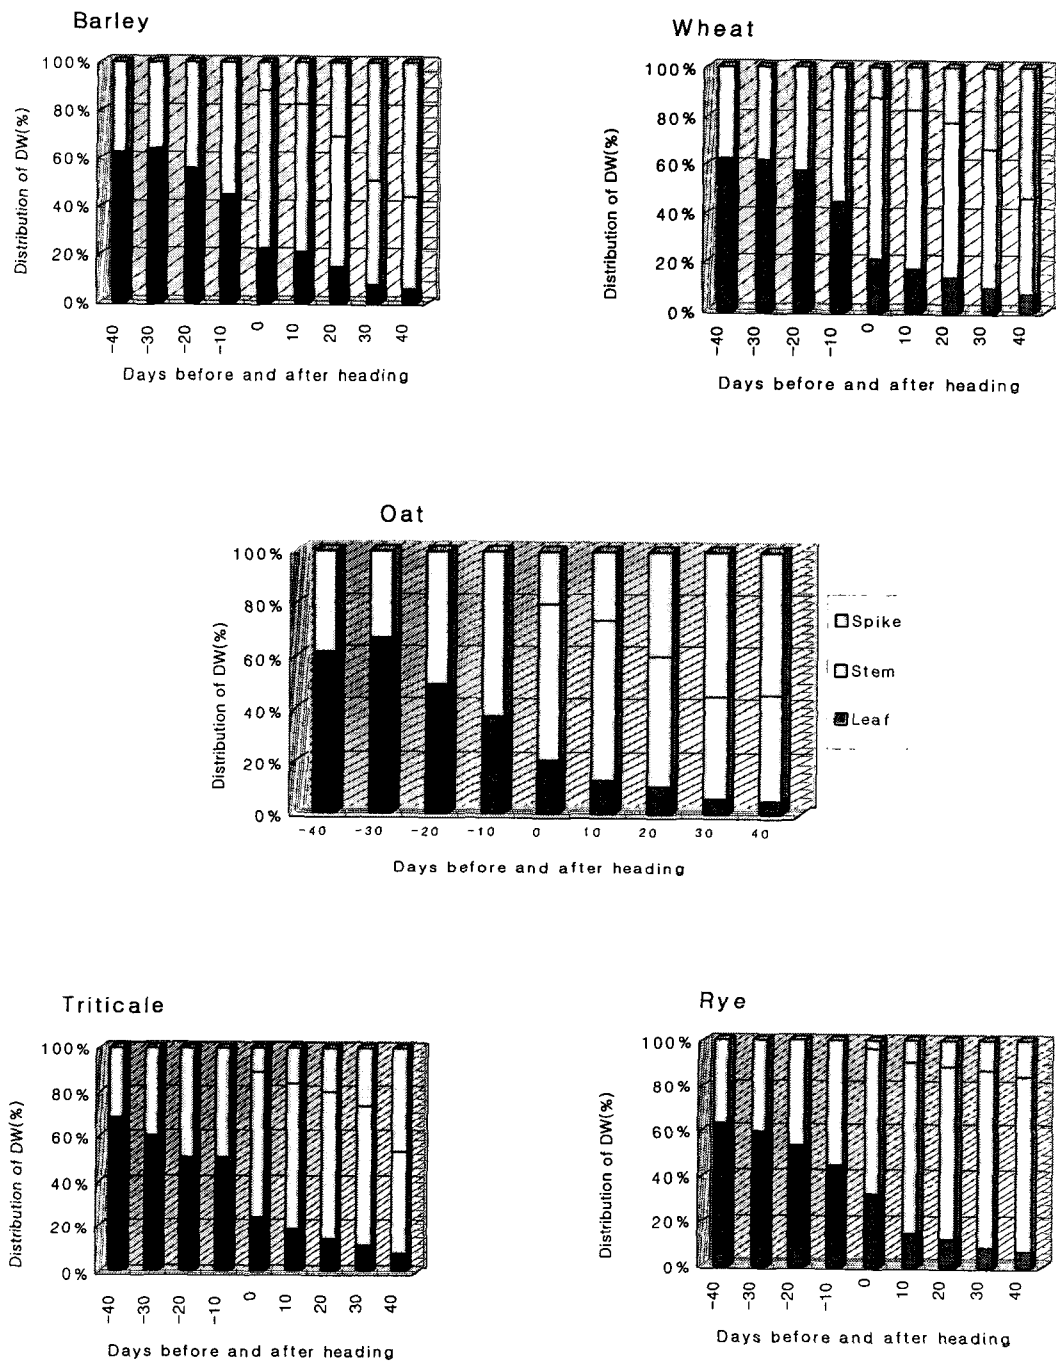 Barley
Distribution of DW(%)
100%
80%
60%
40%
20%
0%
-40 -30 -20 -10 0 10 20 30 40
Days before and after heading
Wheat
Distribution of DW(%)
100%
80%
60%
40%
20%
0%
-40 -30 -20 -10 0 10 20 30 40
Days before and after heading
Oat
Distribution of DW(%)
100%
80%
60%
40%
20%
0%
-40 -30 -20 -10 0 10 20 30 40
Days before and after heading
Spike
Stem
Leaf
Triticale
Distribution of DW(%)
100%
80%
60%
40%
20%
0%
-40 -30 -20 -10 0 10 20 30 40
Days before and after heading
Rye
Distribution of DW(%)
100%
80%
60%
40%
20%
0%
-40 -30 -20 -10 0 10 20 30 40
Days before and after heading